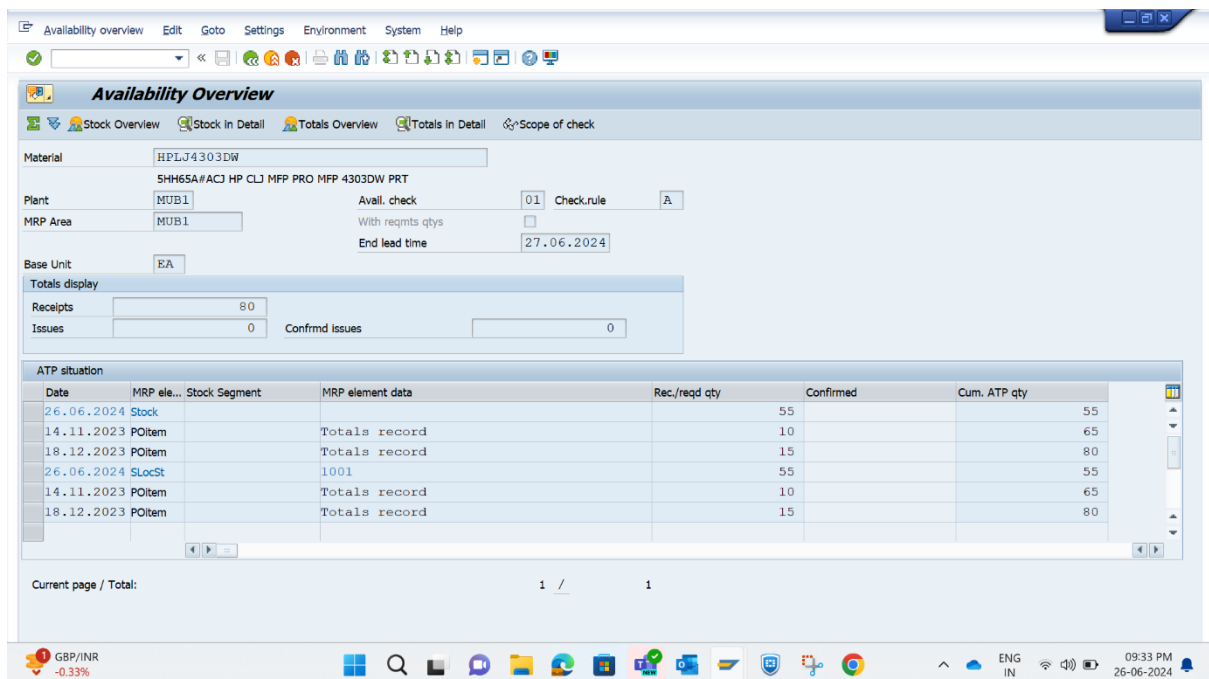 Availability overview Edit Goto Settings Environment System Help
Availability Overview
Stock Overview Stock in Detail Totals Overview Totals in Detail Scope of check
Material HPLJ4303DW
5HH65A#ACJ HP CLJ MFP PRO MFP 4303DW PRT
Plant MUB1 Avail. check 01 Check.rule A
MRP Area MUB1 With reqmts qtys
End lead time 27.06.2024
Base Unit EA
Totals display
Receipts 80
Issues 0 Confrmd issues 0
ATP situation
Date MRP ele... Stock Segment MRP element data Rec./reqd qty Confirmed Cum. ATP qty
26.06.2024 Stock 55 55
14.11.2023 POitem Totals record 10 65
18.12.2023 POitem Totals record 15 80
26.06.2024 SLocSt 1001 55 55
14.11.2023 POitem Totals record 10 65
18.12.2023 POitem Totals record 15 80
Current page / Total: 1 / 1
1 GBP/INR NEW ENG 09:33 PM
-0.33% IN 26-06-2024